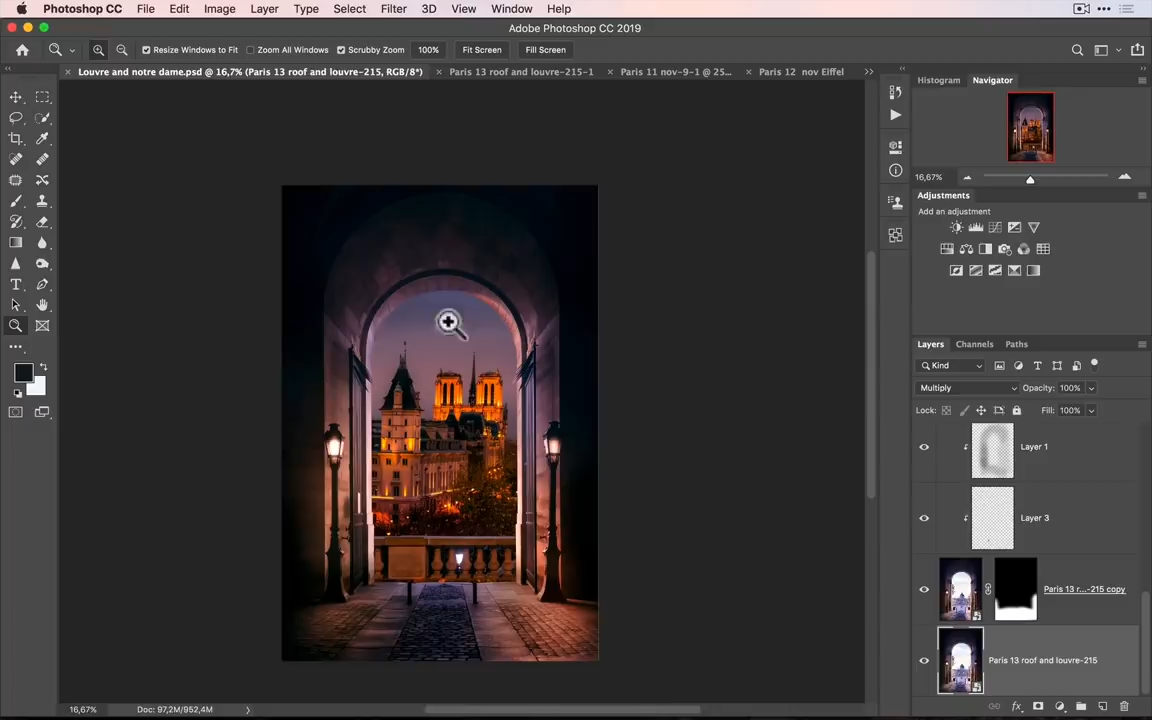 Photoshop CC File Edit Image Layer Type Select Filter 3D View Window Help
Adobe Photoshop CC 2019
Resize Windows to Fit Zoom All Windows Scrubby Zoom 100% Fit Screen Fill Screen
Louvre and notre dame.psd @ 16,7% (Paris 13 roof and louvre-215, RGB/8*) Paris 13 roof and louvre-215-1 Paris 11 nov-9-1 @ 25... Paris 12 nov Eiffel
Histogram Navigator
16,67%
Adjustments
Add an adjustment
Layers Channels Paths
Kind
Multiply Opacity: 100%
Lock: Fill: 100%
Layer 1
Layer 3
Paris 13 r...-215 copy
Paris 13 roof and louvre-215
16,67% Doc: 97,2M/952,4M